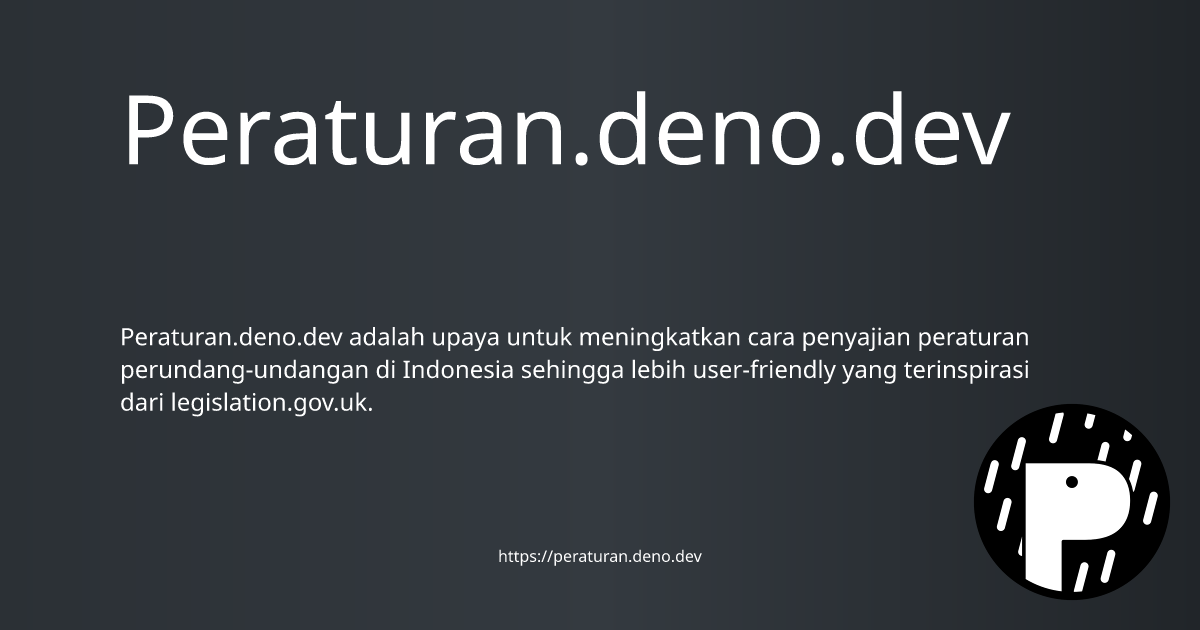 Peraturan.deno.dev
Peraturan.deno.dev adalah upaya untuk meningkatkan cara penyajian peraturan
perundang-undangan di Indonesia sehingga lebih user-friendly yang terinspirasi
dari legislation.gov.uk.
https://peraturan.deno.dev